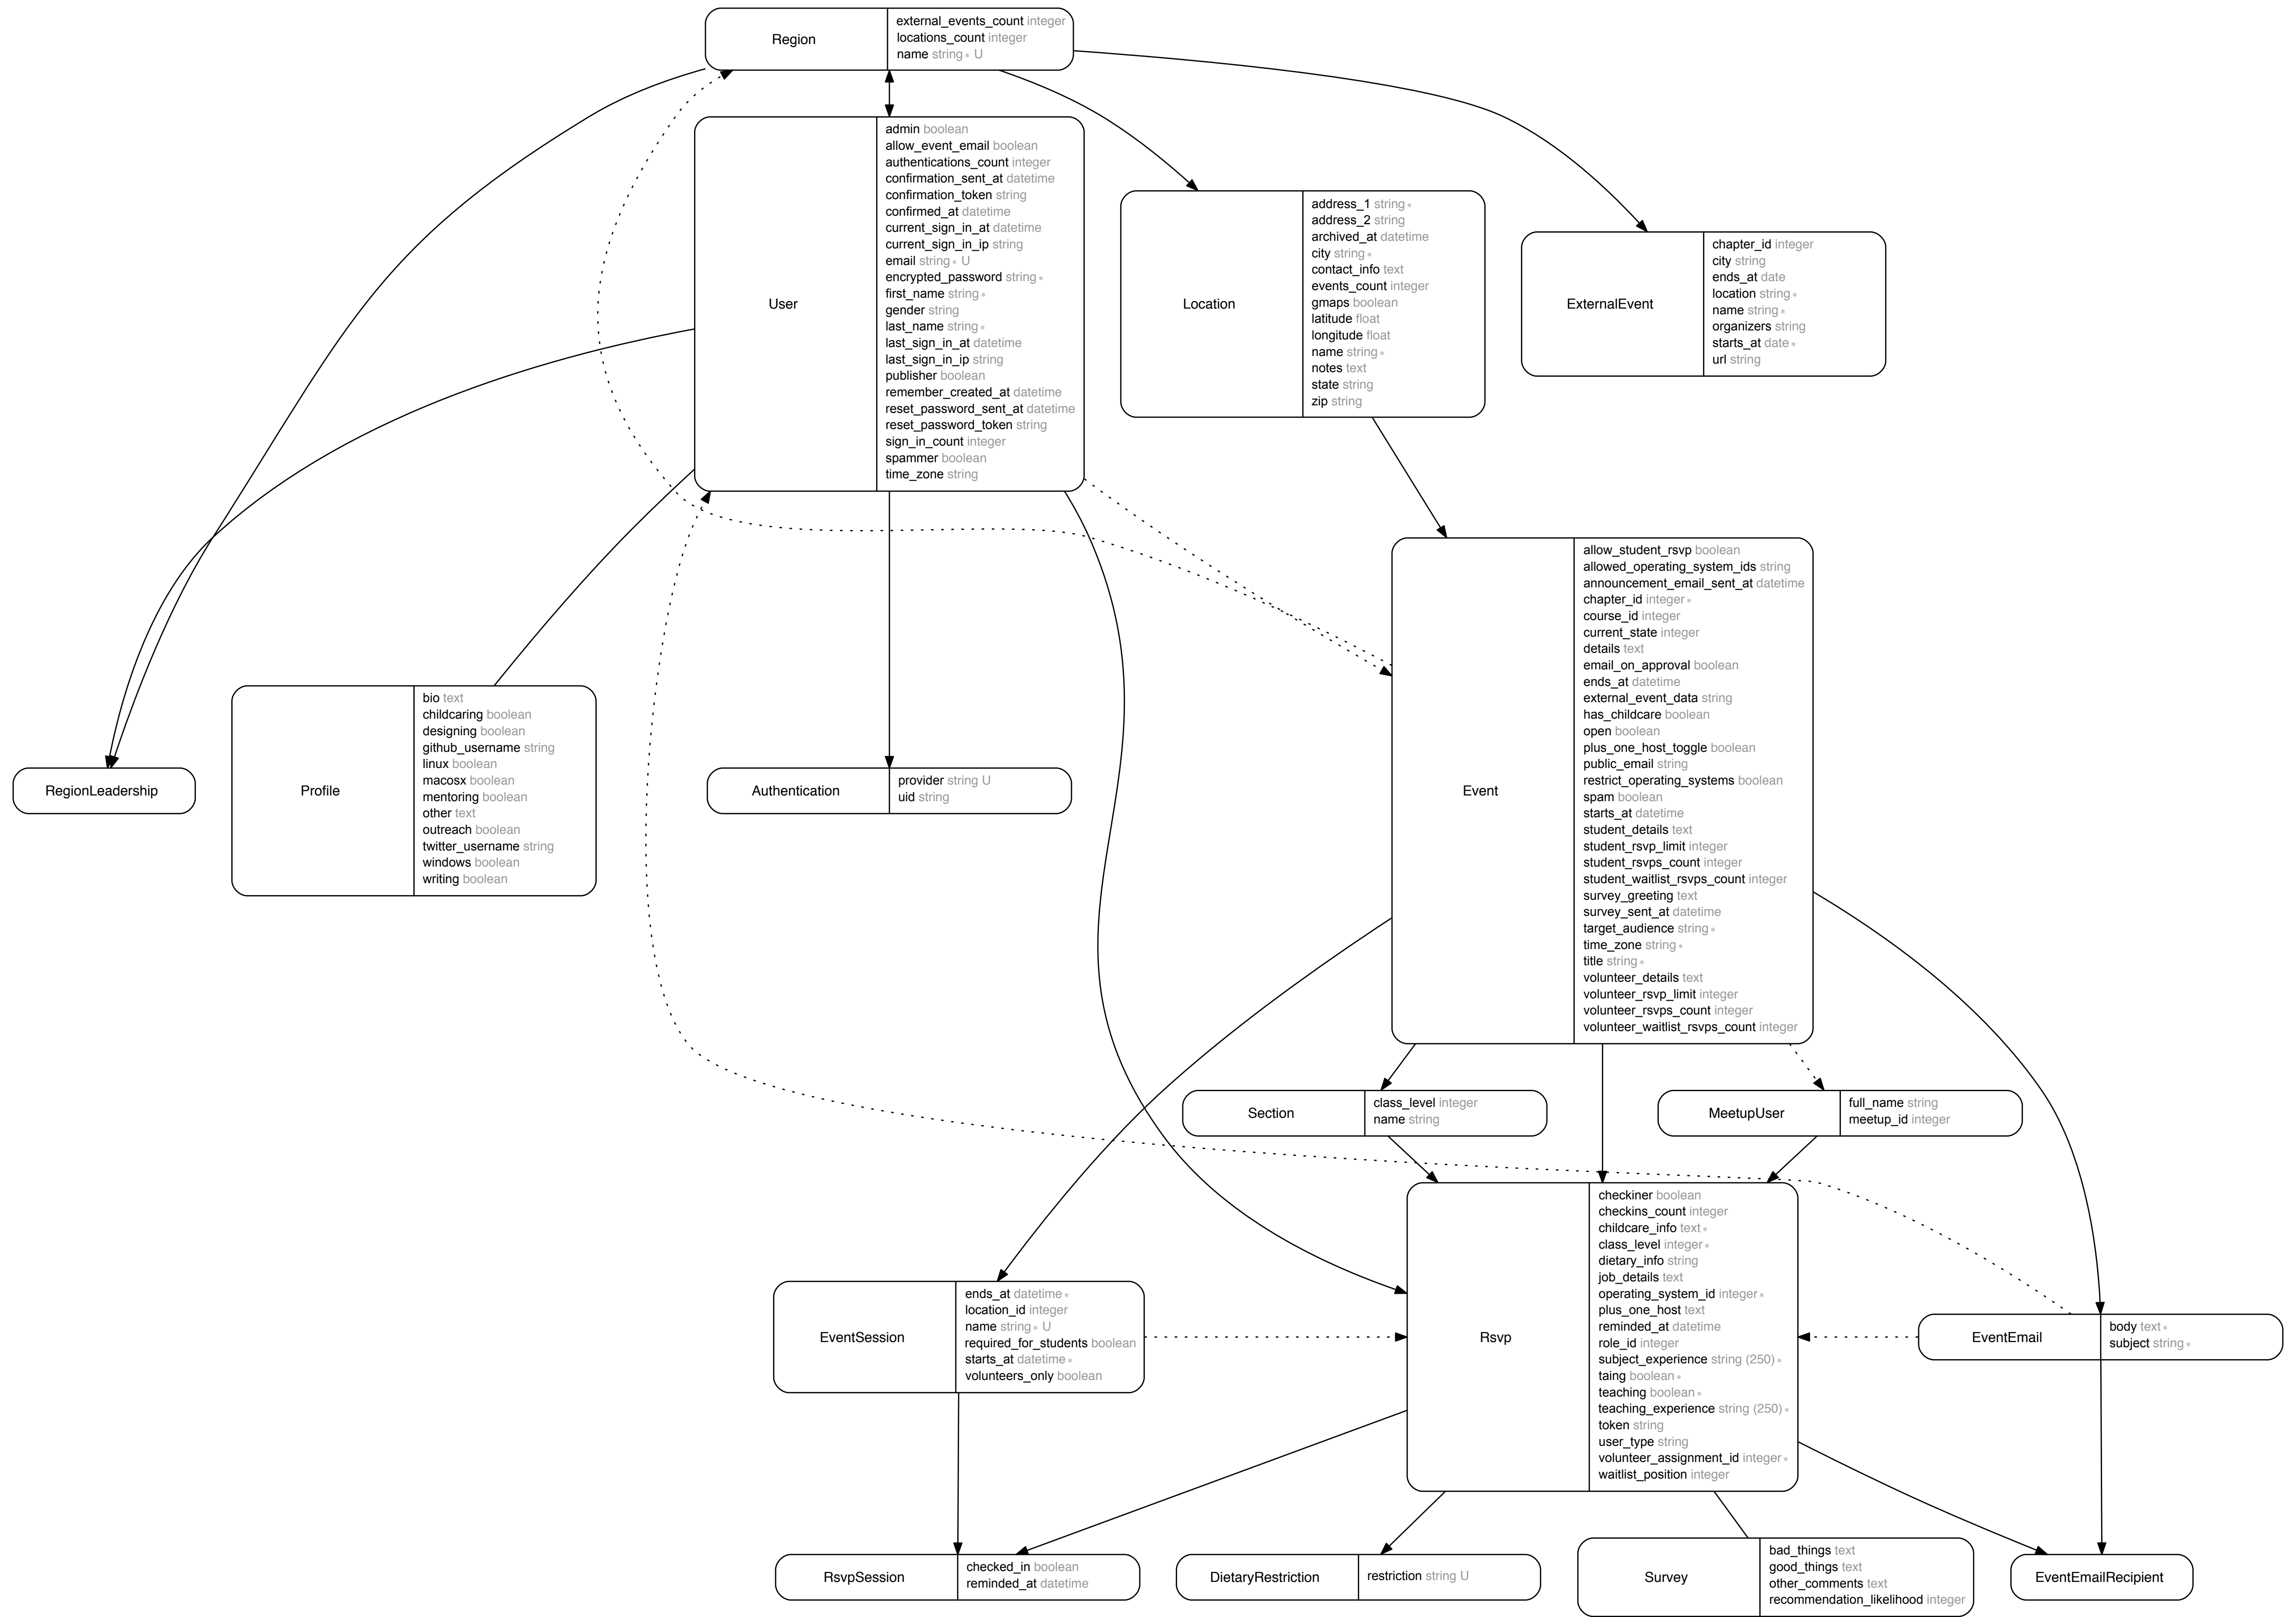 Region
external_events_count integer
locations_count integer
name string * U
User
admin boolean
allow_event_email boolean
authentications_count integer
confirmation_sent_at datetime
confirmation_token string
confirmed_at datetime
current_sign_in_at datetime
current_sign_in_ip string
email string * U
encrypted_password string *
first_name string *
gender string
last_name string *
last_sign_in_at datetime
last_sign_in_ip string
publisher boolean
remember_created_at datetime
reset_password_sent_at datetime
reset_password_token string
sign_in_count integer
spammer boolean
time_zone string
Location
address_1 string *
address_2 string
archived_at datetime
city string *
contact_info text
events_count integer
gmaps boolean
latitude float
longitude float
name string *
notes text
state string
zip string
ExternalEvent
chapter_id integer
city string
ends_at date
location string *
name string *
organizers string
starts_at date *
url string
RegionLeadership
Profile
bio text
childcaring boolean
designing boolean
github_username string
linux boolean
macosx boolean
mentoring boolean
other text
outreach boolean
twitter_username string
windows boolean
writing boolean
Authentication
provider string U
uid string
Event
allow_student_rsvp boolean
allowed_operating_system_ids string
announcement_email_sent_at datetime
chapter_id integer *
course_id integer
current_state integer
details text
email_on_approval boolean
ends_at datetime
external_event_data string
has_childcare boolean
open boolean
plus_one_host_toggle boolean
public_email string
restrict_operating_systems boolean
spam boolean
starts_at datetime
student_details text
student_rsvp_limit integer
student_rsvps_count integer
student_waitlist_rsvps_count integer
survey_greeting text
survey_sent_at datetime
target_audience string *
time_zone string *
title string *
volunteer_details text
volunteer_rsvp_limit integer
volunteer_rsvps_count integer
volunteer_waitlist_rsvps_count integer
Section
class_level integer
name string
MeetupUser
full_name string
meetup_id integer
EventSession
ends_at datetime *
location_id integer
name string * U
required_for_students boolean
starts_at datetime *
volunteers_only boolean
Rsvp
checkiner boolean
checkins_count integer
childcare_info text *
class_level integer *
dietary_info string
job_details text
operating_system_id integer *
plus_one_host text
reminded_at datetime
role_id integer
subject_experience string (250) *
taing boolean *
teaching boolean *
teaching_experience string (250) *
token string
user_type string
volunteer_assignment_id integer *
waitlist_position integer
EventEmail
body text *
subject string *
RsvpSession
checked_in boolean
reminded_at datetime
DietaryRestriction
restriction string U
Survey
bad_things text
good_things text
other_comments text
recommendation_likelihood integer
EventEmailRecipient